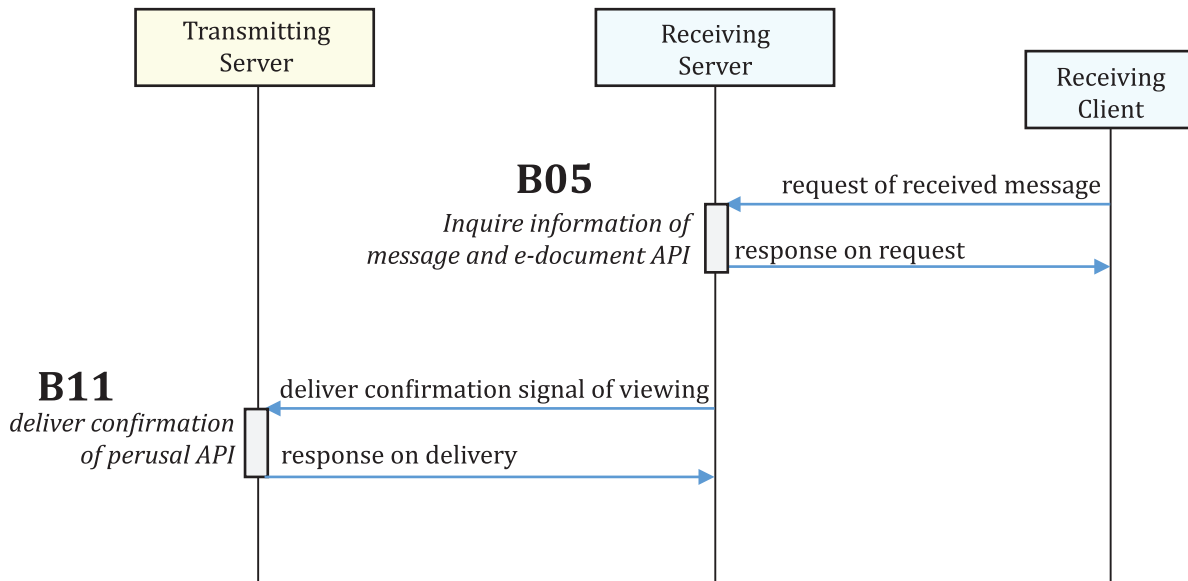 Transmitting
Server
Receiving
Server
Receiving
Client
B05
request of received message
Inquire information of
message and e-document API
response on request
B11
deliver confirmation signal of viewing
deliver confirmation
of perusal API
response on delivery